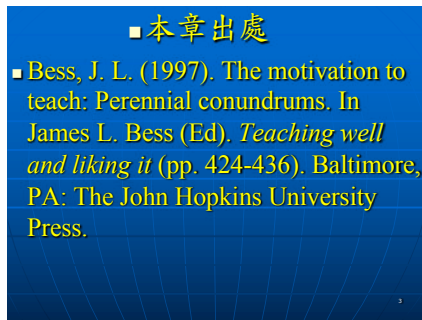 本章出處
Bess, J. L. (1997). The motivation to
teach: Perennial conundrums. In
James L. Bess (Ed). Teaching well
and liking it (pp. 424-436). Baltimore,
PA: The John Hopkins University
Press.
3